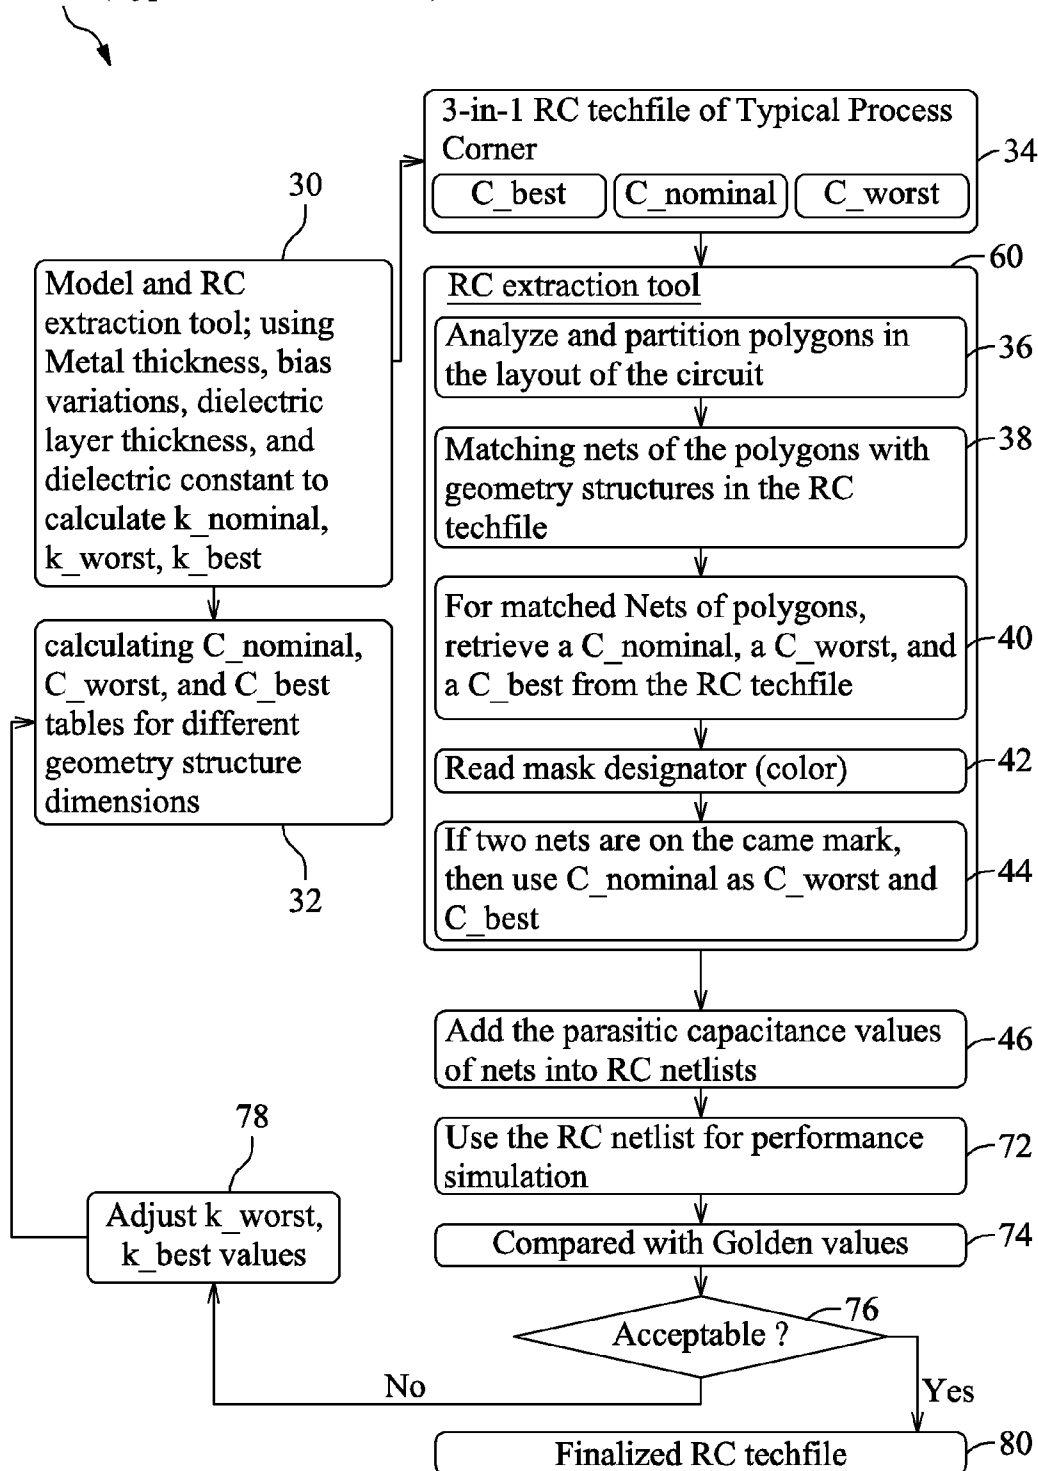 3-in-1 RC techfile of Typical Process
Corner
C_best
C_nominal
C_worst
34
30
Model and RC
extraction tool; using
Metal thickness, bias
variations, dielectric
layer thickness, and
dielectric constant to
calculate k_nominal,
k_worst, k_best
calculating C_nominal,
C_worst, and C_best
tables for different
geometry structure
dimensions
32
60
RC extraction tool
Analyze and partition polygons in
the layout of the circuit
36
Matching nets of the polygons with
geometry structures in the RC
techfile
38
For matched Nets of polygons,
retrieve a C_nominal, a C_worst, and
a C_best from the RC techfile
40
Read mask designator (color)
42
If two nets are on the came mark,
then use C_nominal as C_worst and
C_best
44
Add the parasitic capacitance values
of nets into RC netlists
46
Use the RC netlist for performance
simulation
72
Compared with Golden values
74
Acceptable ?
76
78
Adjust k_worst,
k_best values
No
Yes
Finalized RC techfile
80